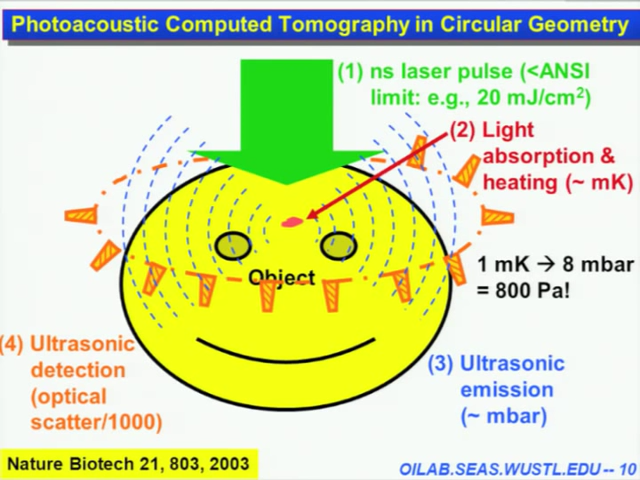 Photoacoustic Computed Tomography in Circular Geometry
(1) ns laser pulse (<ANSI
limit: e.g., 20 mJ/cm²)
(2) Light
absorption &
heating (~ mK)
1 mK → 8 mbar
= 800 Pa!
Object
(4) Ultrasonic
detection
(optical
scatter/1000)
(3) Ultrasonic
emission
(~ mbar)
Nature Biotech 21, 803, 2003
OILAB.SEAS.WUSTL.EDU -- 10